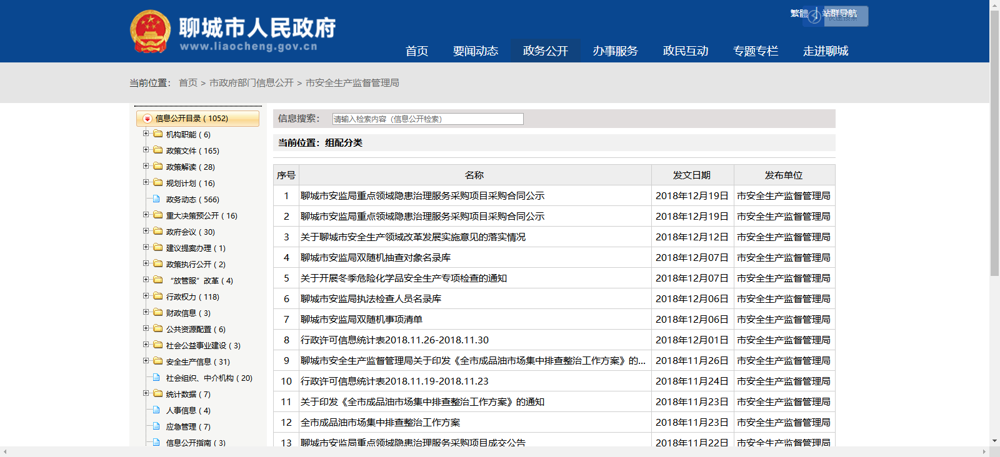 繁體 | 站群导航
聊城市人民政府
www.liaocheng.gov.cn
首页 要闻动态 政务公开 办事服务 政民互动 专题专栏 走进聊城
当前位置： 首页 > 市政府部门信息公开 > 市安全生产监督管理局
信息公开目录 ( 1052)
机构职能 ( 6)
政策文件 ( 165)
政策解读 ( 28)
规划计划 ( 16)
政务动态 ( 566)
重大决策预公开 ( 16)
政府会议 ( 30)
建议提案办理 ( 1)
政策执行公开 ( 2)
“放管服”改革 ( 4)
行政权力 ( 118)
财政信息 ( 3)
公共资源配置 ( 6)
社会公益事业建设 ( 3)
安全生产信息 ( 31)
社会组织、中介机构 ( 20)
统计数据 ( 7)
人事信息 ( 4)
应急管理 ( 7)
信息公开指南 ( 3)
信息搜索： 请输入检索内容（信息公开检索）
当前位置：组配分类
序号 名称 发文日期 发布单位
1 聊城市安监局重点领域隐患治理服务采购项目采购合同公示 2018年12月19日 市安全生产监督管理局
2 聊城市安监局重点领域隐患治理服务采购项目采购合同公示 2018年12月19日 市安全生产监督管理局
3 关于聊城市安全生产领域改革发展实施意见的落实情况 2018年12月12日 市安全生产监督管理局
4 聊城市安监局双随机抽查对象名录库 2018年12月07日 市安全生产监督管理局
5 关于开展冬季危险化学品安全生产专项检查的通知 2018年12月07日 市安全生产监督管理局
6 聊城市安监局执法检查人员名录库 2018年12月06日 市安全生产监督管理局
7 聊城市安监局双随机事项清单 2018年12月06日 市安全生产监督管理局
8 行政许可信息统计表2018.11.26-2018.11.30 2018年12月01日 市安全生产监督管理局
9 聊城市安全生产监督管理局关于印发《全市成品油市场集中排查整治工作方案》的... 2018年11月26日 市安全生产监督管理局
10 行政许可信息统计表2018.11.19-2018.11.23 2018年11月24日 市安全生产监督管理局
11 关于印发《全市成品油市场集中排查整治工作方案》的通知 2018年11月23日 市安全生产监督管理局
12 全市成品油市场集中排查整治工作方案 2018年11月23日 市安全生产监督管理局
13 聊城市安监局重点领域隐患治理服务采购项目成交公告 2018年11月22日 市安全生产监督管理局